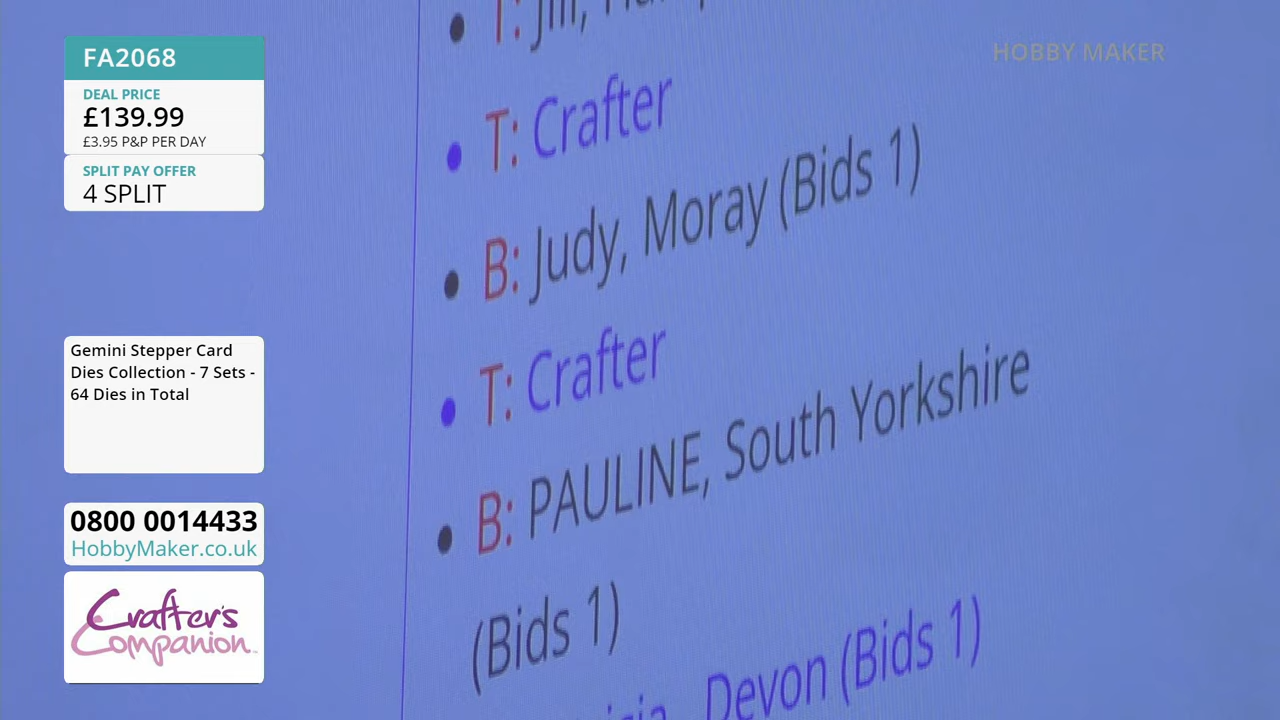 FA2068
DEAL PRICE
£139.99
£3.95 P&P PER DAY
SPLIT PAY OFFER
4 SPLIT
Gemini Stepper Card
Dies Collection - 7 Sets -
64 Dies in Total
0800 0014433
HobbyMaker.co.uk
Crafter's
Companion
HOBBY MAKER
T: Jill,
T: Crafter
B: Judy, Moray (Bids 1)
T: Crafter
B: PAULINE, South Yorkshire
(Bids 1)
Devon (Bids 1)